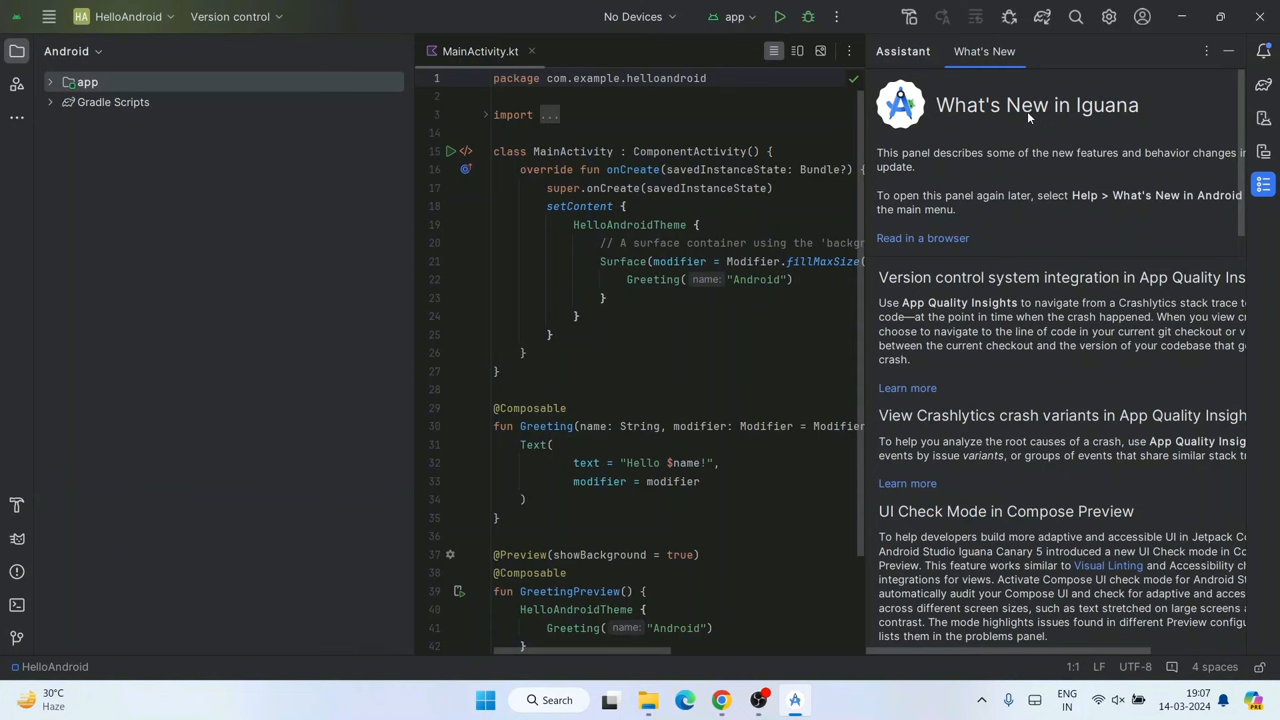 HA HelloAndroid
Version control
No Devices
app
Android
MainActivity.kt
Assistant
What's New
app
Gradle Scripts
1 package com.example.helloandroid
2
3 import ...
14
15 class MainActivity : ComponentActivity() {
16 override fun onCreate(savedInstanceState: Bundle?) {
17 super.onCreate(savedInstanceState)
18 setContent {
19 HelloAndroidTheme {
20 // A surface container using the 'backgr
21 Surface(modifier = Modifier.fillMaxSize(
22 Greeting( name: "Android")
23 }
24 }
25 }
26 }
27 }
28
29 @Composable
30 fun Greeting(name: String, modifier: Modifier = Modifier
31 Text(
32 text = "Hello $name!",
33 modifier = modifier
34 )
35 }
36
37 @Preview(showBackground = true)
38 @Composable
39 fun GreetingPreview() {
40 HelloAndroidTheme {
41 Greeting( name: "Android")
42 }
What's New in Iguana
This panel describes some of the new features and behavior changes in
update.
To open this panel again later, select Help > What's New in Android
the main menu.
Read in a browser
Version control system integration in App Quality Ins
Use App Quality Insights to navigate from a Crashlytics stack trace to
code—at the point in time when the crash happened. When you view cr
choose to navigate to the line of code in your current git checkout or v
between the current checkout and the version of your codebase that ge
crash.
Learn more
View Crashlytics crash variants in App Quality Insigh
To help you analyze the root causes of a crash, use App Quality Insig
events by issue variants, or groups of events that share similar stack tr
Learn more
UI Check Mode in Compose Preview
To help developers build more adaptive and accessible UI in Jetpack C
Android Studio Iguana Canary 5 introduced a new UI Check mode in Co
Preview. This feature works similar to Visual Linting and Accessibility ch
integrations for views. Activate Compose UI check mode for Android St
automatically audit your Compose UI and check for adaptive and acces
across different screen sizes, such as text stretched on large screens a
contrast. The mode highlights issues found in different Preview configu
lists them in the problems panel.
HelloAndroid
1:1
LF
UTF-8
4 spaces
30°C
Haze
Search
ENG
IN
19:07
14-03-2024
PRE